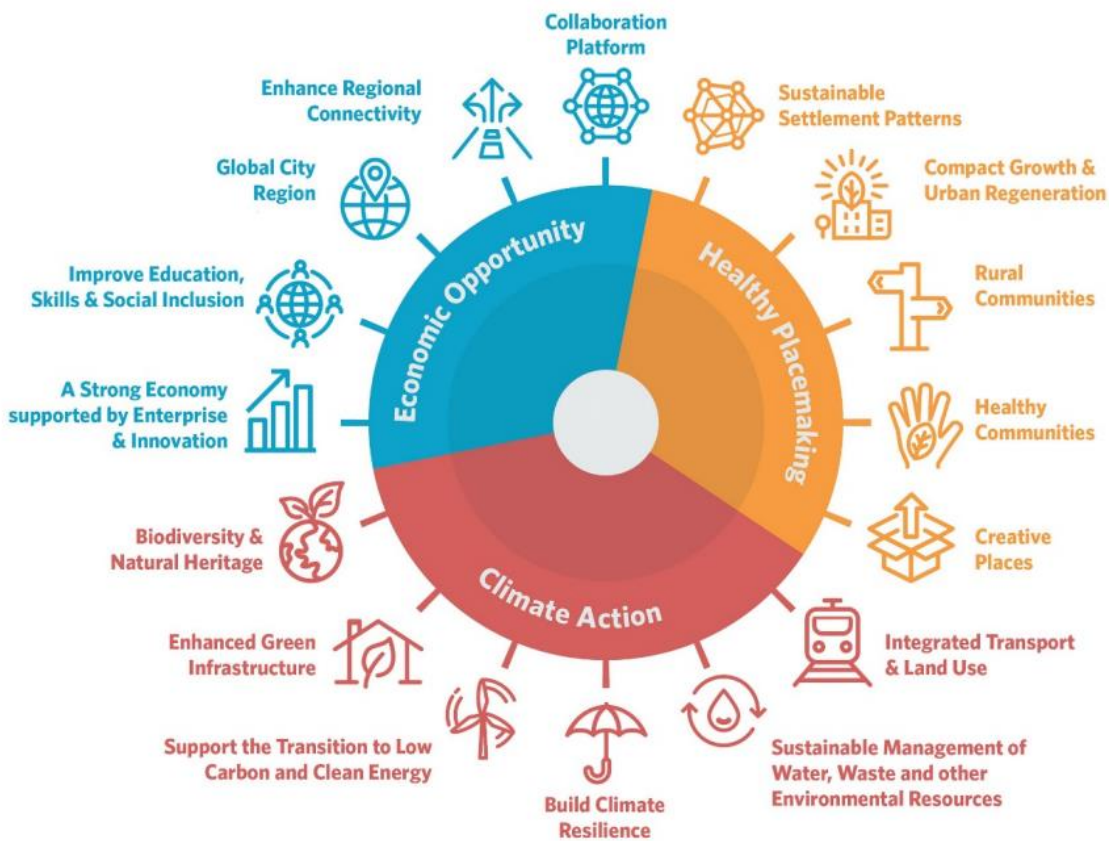 Collaboration
Platform
Sustainable
Settlement Patterns
Compact Growth &
Urban Regeneration
Rural
Communities
Healthy
Communities
Creative
Places
Integrated Transport
& Land Use
Sustainable Management of
Water, Waste and other
Environmental Resources
Build Climate
Resilience
Support the Transition to Low
Carbon and Clean Energy
Enhanced Green
Infrastructure
Biodiversity &
Natural Heritage
A Strong Economy
supported by Enterprise
& Innovation
Improve Education,
Skills & Social Inclusion
Global City
Region
Enhance Regional
Connectivity
Economic Opportunity
Healthy Placemaking
Climate Action